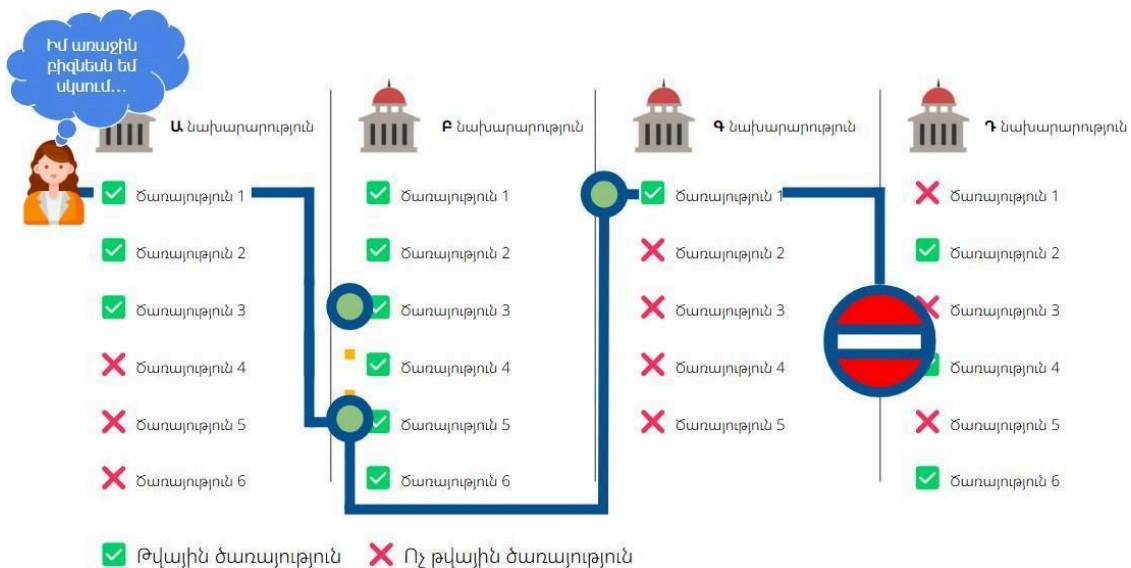 Իմ առաջին
բիզնեսն եմ
սկսում...
Ա նախարարություն
Ծառայություն 1
Ծառայություն 2
Ծառայություն 3
Ծառայություն 4
Ծառայություն 5
Ծառայություն 6
Բ նախարարություն
Ծառայություն 1
Ծառայություն 2
Ծառայություն 3
Ծառայություն 4
Ծառայություն 5
Ծառայություն 6
Գ նախարարություն
Ծառայություն 1
Ծառայություն 2
Ծառայություն 3
Ծառայություն 4
Ծառայություն 5
Դ նախարարություն
Ծառայություն 1
Ծառայություն 2
Ծառայություն 3
Ծառայություն 4
Ծառայություն 5
Ծառայություն 6
Թվային ծառայություն
Ոչ թվային ծառայություն